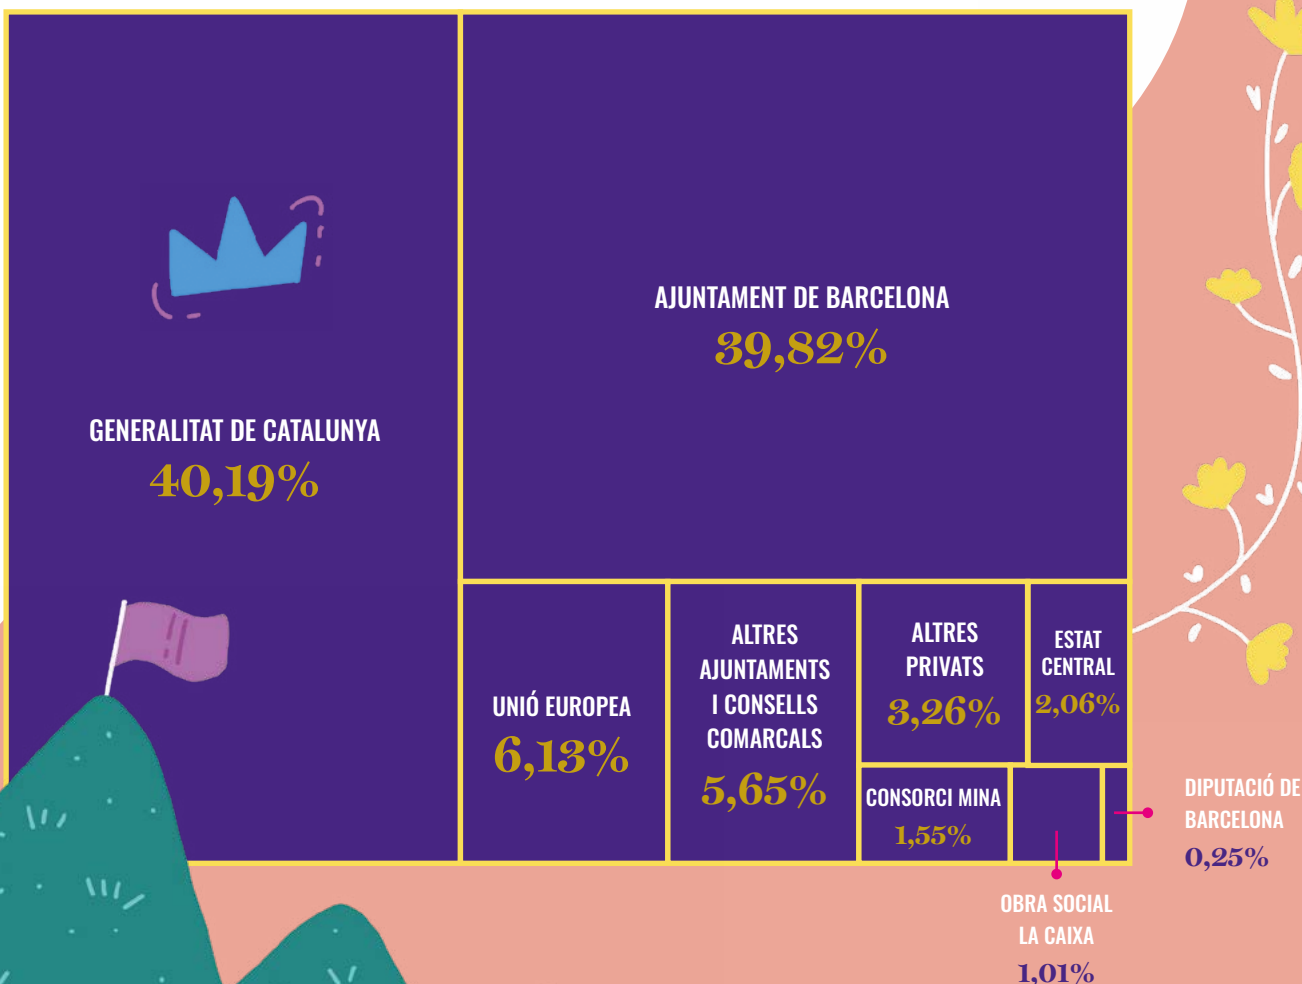 GENERALITAT DE CATALUNYA
40,19%
AJUNTAMENT DE BARCELONA
39,82%
UNIÓ EUROPEA
6,13%
ALTRES
AJUNTAMENTS
I CONSELLS
COMARCALS
5,65%
ALTRES
PRIVATS
3,26%
ESTAT
CENTRAL
2,06%
CONSORCI MINA
1,55%
OBRA SOCIAL
LA CAIXA
1,01%
DIPUTACIÓ DE
BARCELONA
0,25%